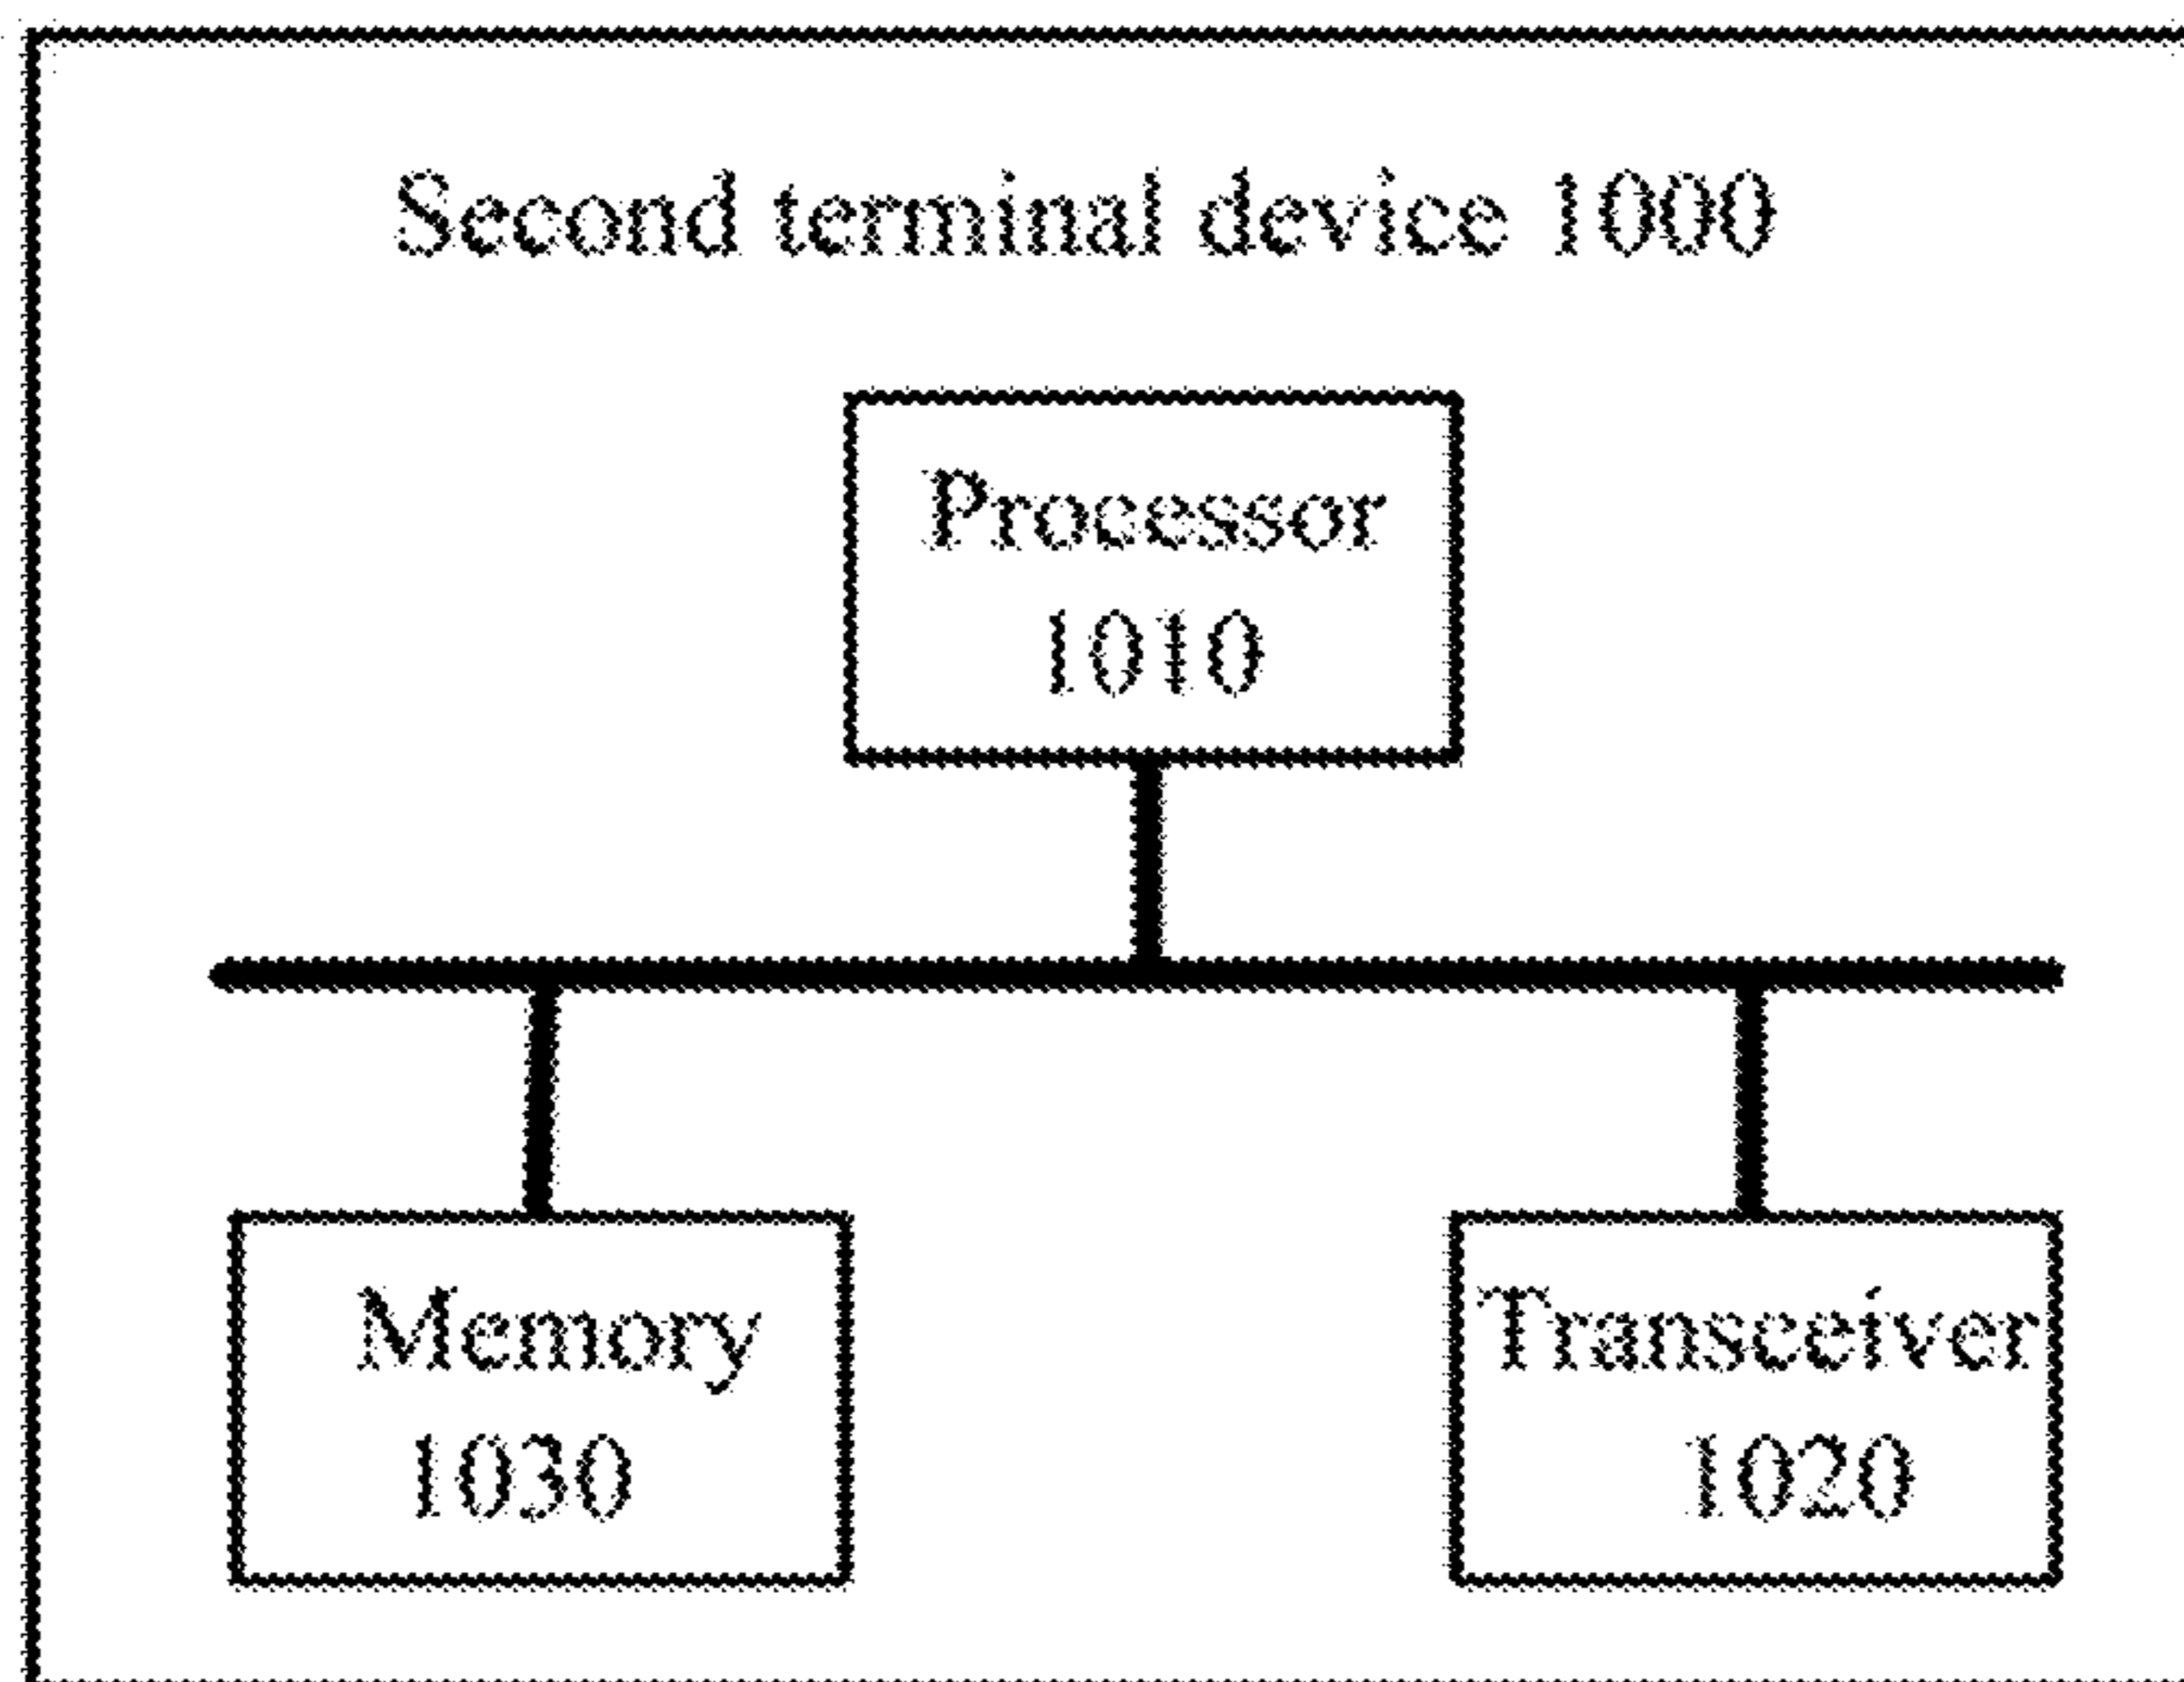 Second terminal device 1000
Processor
1010
Memory
1030
Transceiver
1020